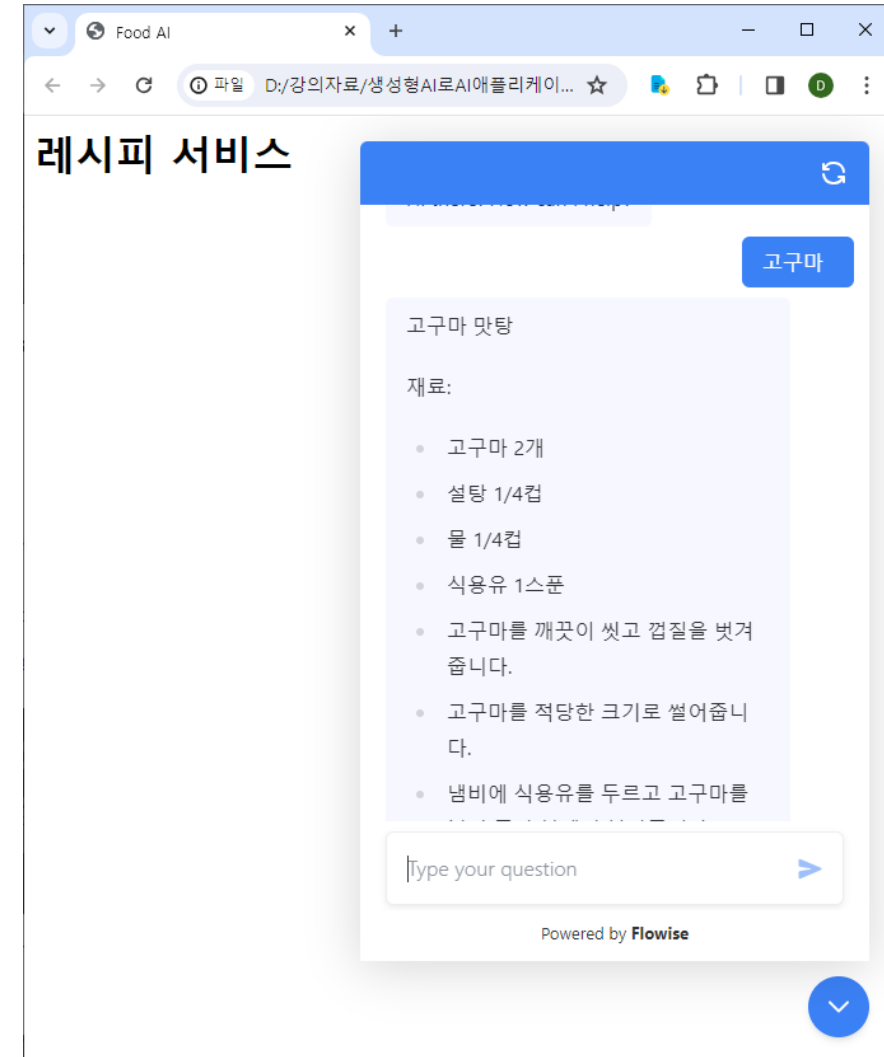 Food AI
파일 D:/강의자료/생성형AI로AI애플리케이... D
레시피 서비스
고구마
고구마 맛탕
재료:
고구마 2개
설탕 1/4컵
물 1/4컵
식용유 1스푼
고구마를 깨끗이 씻고 껍질을 벗겨
줍니다.
고구마를 적당한 크기로 썰어줍니
다.
냄비에 식용유를 두르고 고구마를
Type your question
Powered by Flowise